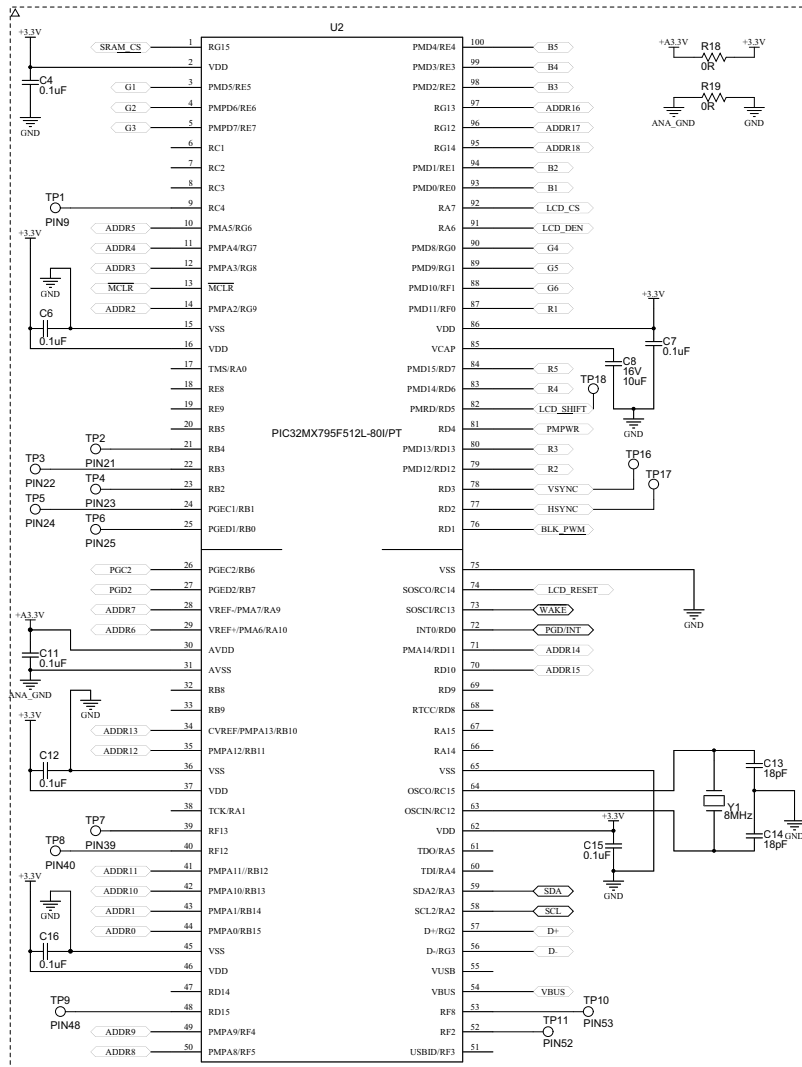 U2
PIC32MX795F512L-80I/PT
+3.3V
C4
0.1uF
GND
SRAM_CS 1 RG15
2 VDD
G1 3 PMD5/RE5
G2 4 PMPD6/RE6
G3 5 PMPD7/RE7
6 RC1
7 RC2
8 RC3
TP1
PIN9
9 RC4
+3.3V
GND
ADDR5 10 PMA5/RG6
ADDR4 11 PMPA4/RG7
ADDR3 12 PMPA3/RG8
MCLR 13 MCLR
ADDR2 14 PMPA2/RG9
C6
0.1uF
15 VSS
16 VDD
17 TMS/RA0
18 RE8
19 RE9
20 RB5
TP2
PIN21
21 RB4
TP3
PIN22
22 RB3
TP4
PIN23
23 RB2
TP5
PIN24
24 PGEC1/RB1
TP6
PIN25
25 PGED1/RB0
PGC2 26 PGEC2/RB6
PGD2 27 PGED2/RB7
ADDR7 28 VREF-/PMA7/RA9
ADDR6 29 VREF+/PMA6/RA10
+A3.3V
C11
0.1uF
ANA_GND
30 AVDD
31 AVSS
32 RB8
33 RB9
GND
+3.3V
ADDR13 34 CVREF/PMPA13/RB10
ADDR12 35 PMPA12/RB11
C12
0.1uF
36 VSS
37 VDD
38 TCK/RA1
TP7
PIN39
39 RF13
TP8
PIN40
40 RF12
ADDR11 41 PMPA11//RB12
ADDR10 42 PMPA10/RB13
ADDR1 43 PMPA1/RB14
ADDR0 44 PMPA0/RB15
+3.3V
GND
C16
0.1uF
45 VSS
46 VDD
47 RD14
TP9
PIN48
48 RD15
ADDR9 49 PMPA9/RF4
ADDR8 50 PMPA8/RF5
PMD4/RE4 100 B5
PMD3/RE3 99 B4
PMD2/RE2 98 B3
RG13 97 ADDR16
RG12 96 ADDR17
RG14 95 ADDR18
PMD1/RE1 94 B2
PMD0/RE0 93 B1
RA7 92 LCD_CS
RA6 91 LCD_DEN
PMD8/RG0 90 G4
PMD9/RG1 89 G5
PMD10/RF1 88 G6
PMD11/RF0 87 R1
VDD 86
VCAP 85
+3.3V
C7
0.1uF
C8
16V
10uF
GND
PMD15/RD7 84 R5
PMD14/RD6 83 R4
PMRD/RD5 82 LCD_SHIFT
TP18
RD4 81 PMPWR
PMD13/RD13 80 R3
PMD12/RD12 79 R2
RD3 78 VSYNC
TP16
RD2 77 HSYNC
TP17
RD1 76 BLK_PWM
VSS 75
GND
SOSCO/RC14 74 LCD_RESET
SOSCI/RC13 73 WAKE
INT0/RD0 72 PGD/INT
PMA14/RD11 71 ADDR14
RD10 70 ADDR15
RD9 69
RTCC/RD8 68
RA15 67
RA14 66
VSS 65
OSCO/RC15 64
OSCIN/RC12 63
C13
18pF
Y1
8MHz
C14
18pF
GND
VDD 62
+3.3V
C15
0.1uF
GND
TDO/RA5 61
TDI/RA4 60
SDA2/RA3 59 SDA
SCL2/RA2 58 SCL
D+/RG2 57 D+
D-/RG3 56 D-
VUSB 55
VBUS 54 VBUS
RF8 53
TP10
PIN53
RF2 52
TP11
PIN52
USBID/RF3 51
+A3.3V
R18
0R
+3.3V
R19
0R
ANA_GND
GND